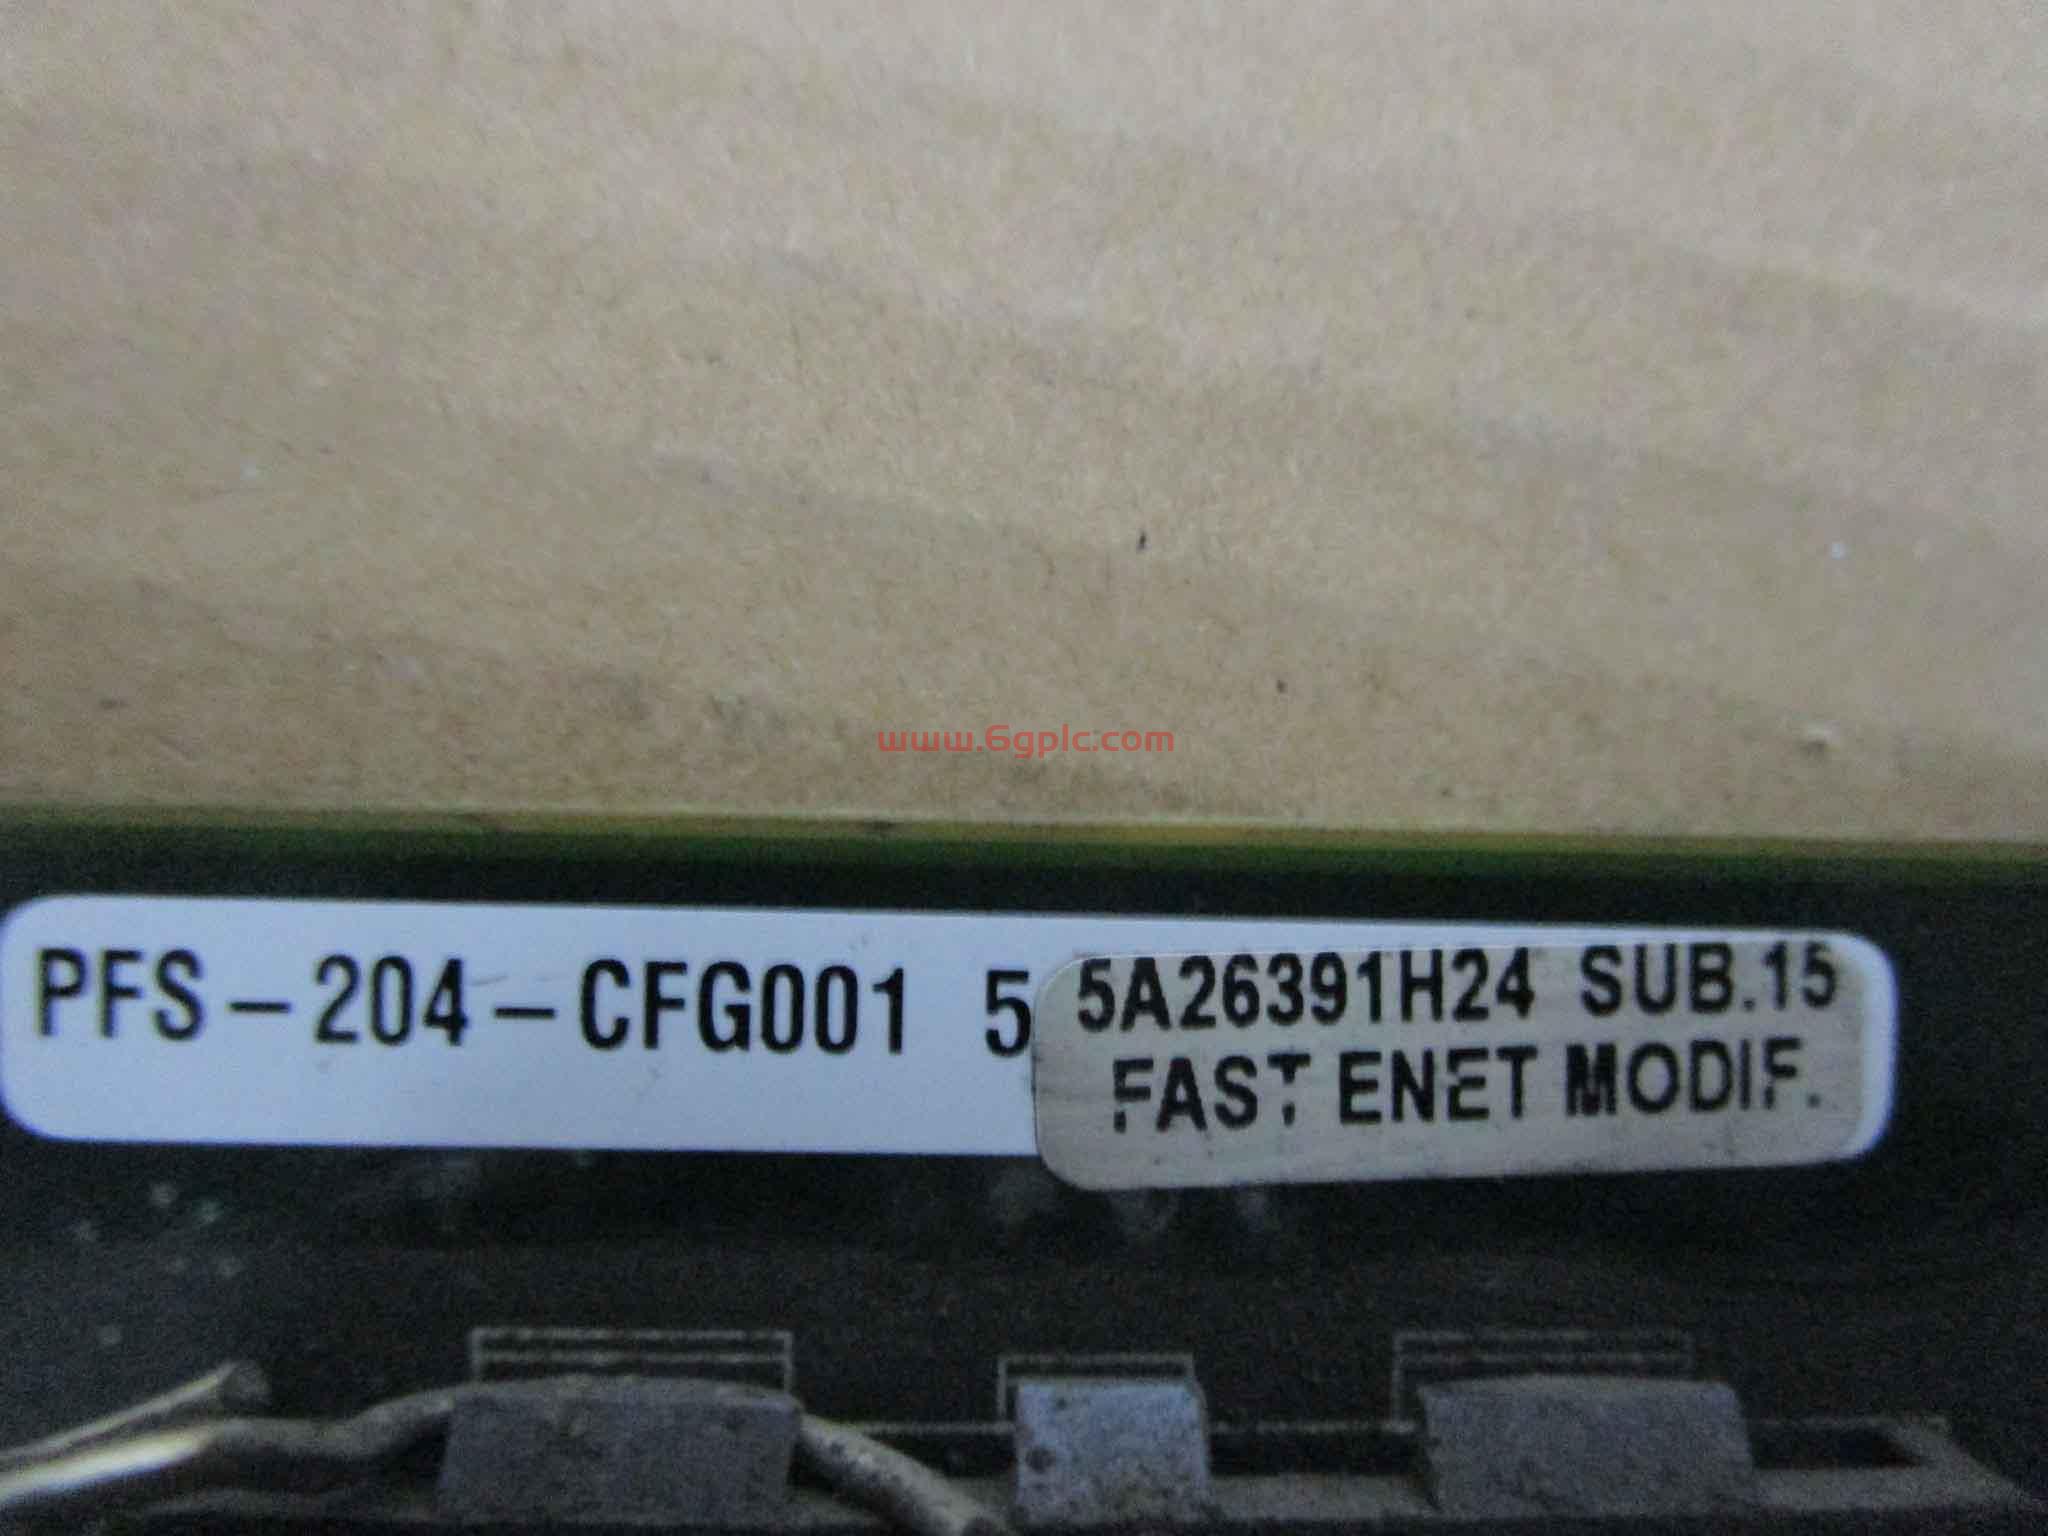 www.6gplc.com
PFS-204-CFG001 5
5A26391H24 SUB.15
FAST ENET MODIF.